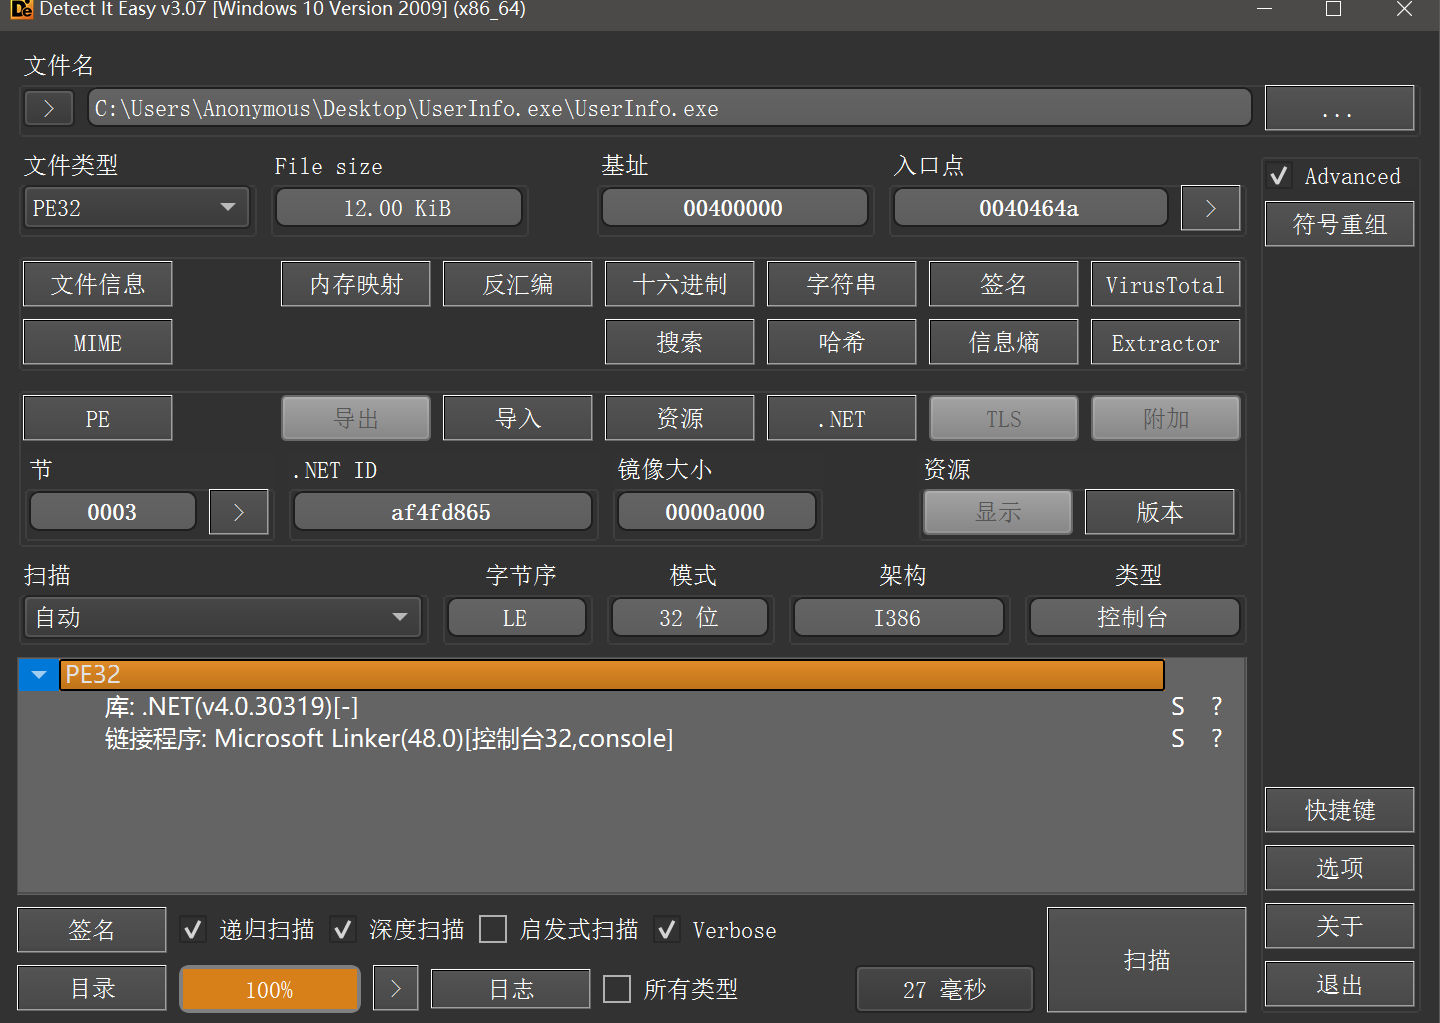 Detect It Easy v3.07 [Windows 10 Version 2009] (x86_64)
文件名
> C:\Users\Anonymous\Desktop\UserInfo.exe\UserInfo.exe ...
文件类型 File size 基址 入口点 Advanced
PE32 12.00 KiB 00400000 0040464a > 符号重组
文件信息 内存映射 反汇编 十六进制 字符串 签名 VirusTotal
MIME 搜索 哈希 信息熵 Extractor
PE 导出 导入 资源 .NET TLS 附加
节 .NET ID 镜像大小 资源
0003 > af4fd865 0000a000 显示 版本
扫描 字节序 模式 架构 类型
自动 LE 32 位 I386 控制台
PE32
库: .NET(v4.0.30319)[-] S ?
链接程序: Microsoft Linker(48.0)[控制台32,console] S ?
快捷键
选项
签名 递归扫描 深度扫描 启发式扫描 Verbose 扫描 关于
目录 100% > 日志 所有类型 27 毫秒 退出